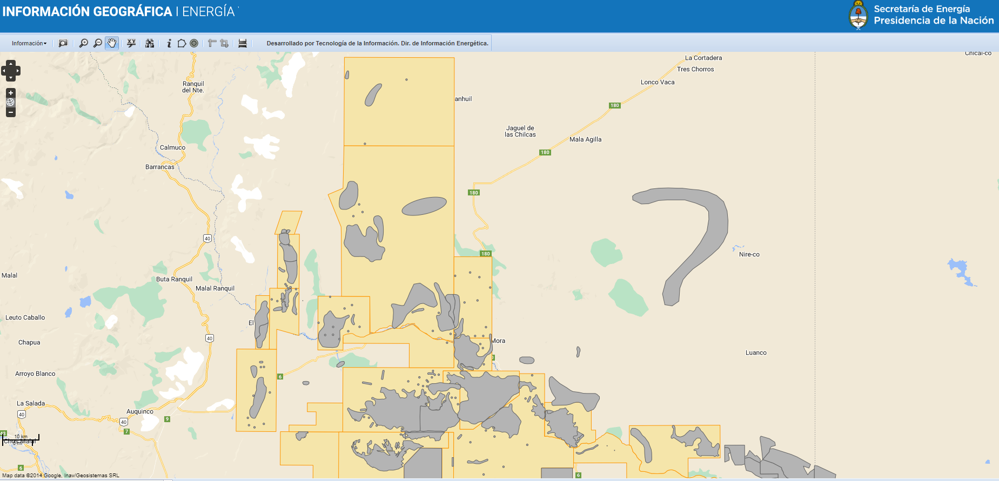 INFORMACIÓN GEOGRÁFICA | ENERGÍA
Secretaría de Energía
Presidencia de la Nación
Información
XY
Desarrollado por Tecnología de la Información. Dir. de Información Energética.
La Cortadera
Chical-co
Tres Chorros
Lonco Vaca
Ranquil
del Nte.
anhuil
180
Jaguel de
las Chilcas
Mala Agilla
Calmuco
180
Barrancas
180
40
180
Nire-co
Malal
Buta Ranquil
Malal Ranquil
Leuto Caballo
El
40
Chapua
Mora
Luanco
Arroyo Blanco
6
La Salada
40
Auquinco
9
40
7
43
10 km
Chos Malal
6
6
Map data ©2014 Google, Inav/Geosistemas SRL